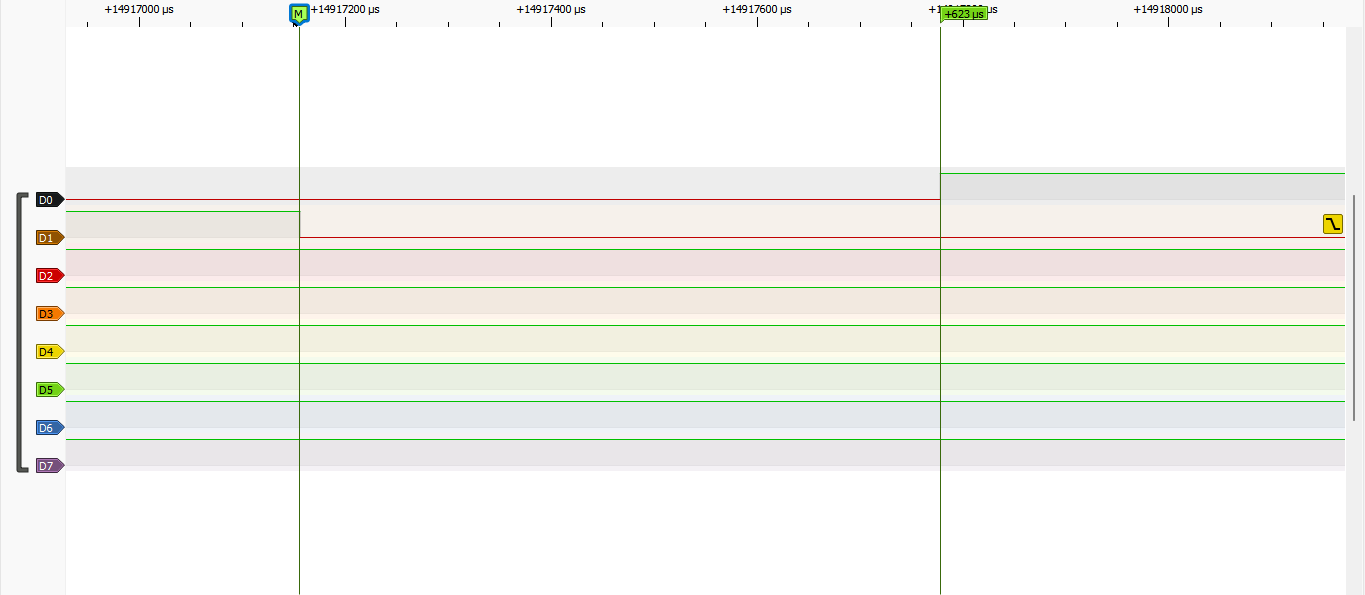 +14917000 µs
M
+14917200 µs
+14917400 µs
+14917600 µs
+623 µs
+14918000 µs
D0
D1
D2
D3
D4
D5
D6
D7